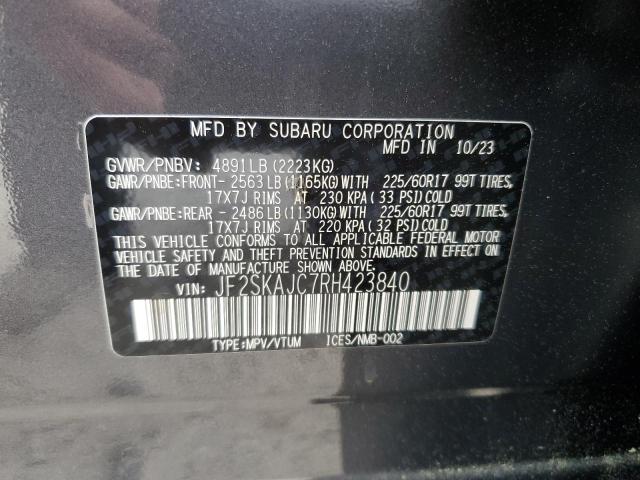 MFD BY SUBARU CORPORATION
MFD IN 10/23
GVWR/PNBV: 4891LB (2223KG)
GAWR/PNBE:FRONT- 2563 LB (1165KG) WITH 225/60R17 99T TIRES,
17X7J RIMS AT 230 KPA (33 PSI) COLD
GAWR/PNBE:REAR - 2486 LB (1130KG) WITH 225/60R17 99T TIRES,
17X7J RIMS AT 220 KPA (32 PSI) COLD
THIS VEHICLE CONFORMS TO ALL APPLICABLE FEDERAL MOTOR
VEHICLE SAFETY AND THEFT PREVENTION STANDARDS IN EFFECT ON
THE DATE OF MANUFACTURE SHOWN ABOVE.
VIN: JF2SKAJC7RH423840
TYPE:MPV/VTUM ICES/NMB-002